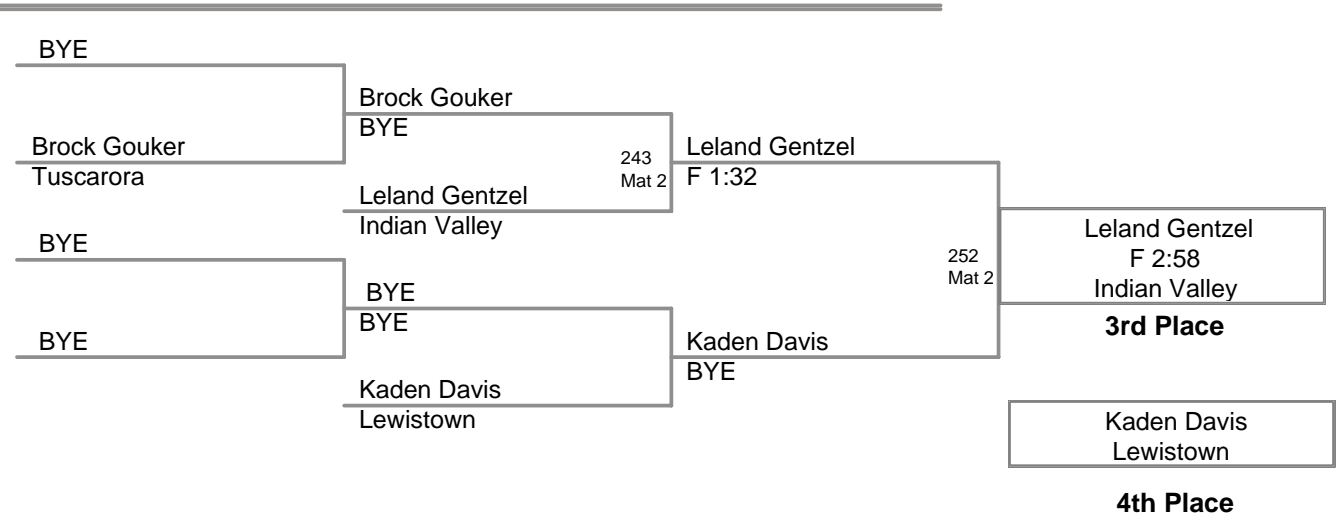 BYE
Brock Gouker
Tuscarora
BYE
BYE
Brock Gouker
BYE
Leland Gentzel
Indian Valley
BYE
BYE
Kaden Davis
Lewistown
243
Mat 2
Leland Gentzel
F 1:32
Kaden Davis
BYE
252
Mat 2
Leland Gentzel
F 2:58
Indian Valley
3rd Place
Kaden Davis
Lewistown
4th Place